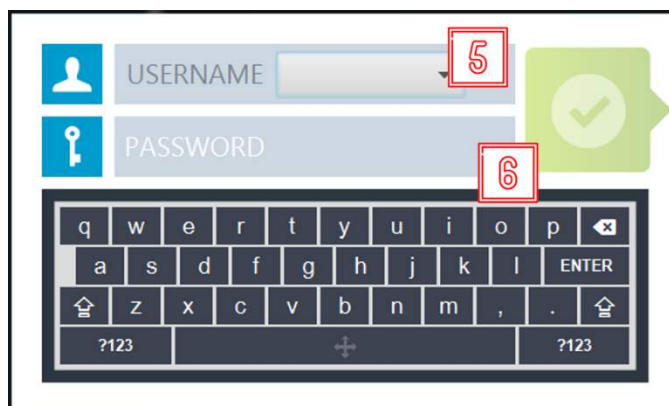 USERNAME 5
PASSWORD
6
q w e r t y u i o p
a s d f g h j k l ENTER
z x c v b n m , .
?123 ?123